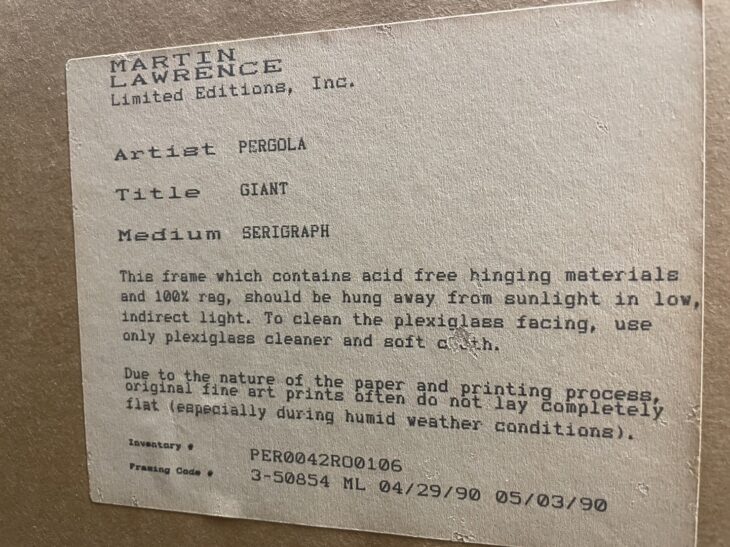 MARTIN
LAWRENCE
Limited Editions, Inc.
Artist PERGOLA
Title GIANT
Medium SERIGRAPH
This frame which contains acid free hinging materials
and 100% rag, should be hung away from sunlight in low,
indirect light. To clean the plexiglass facing, use
only plexiglass cleaner and soft
Due to the nature of the paper and printing process,
original fine art prints often do not lay completely
flat (especially during humid weather conditions).
Inventory # PER0042RO0106
Framing Code # 3-50854 ML 04/29/90 05/03/90